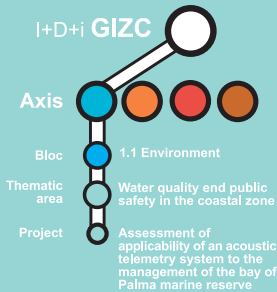 I+D+i GIZC
Axis
Bloc
1.1 Environment
Thematic
area
Water quality end public
safety in the coastal zone
Project
Assessment of
applicability of an acoustic
telemetry system to the
management of the bay of
Palma marine reserve